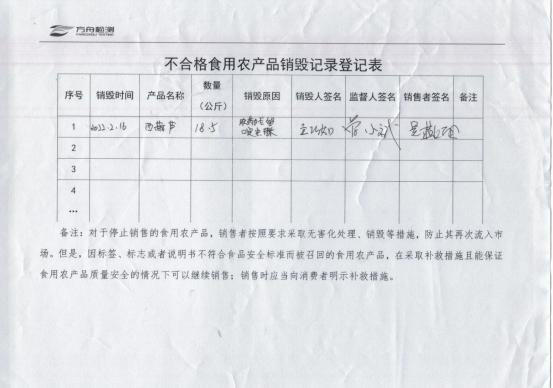 方舟检测
FANGZHOU TESTING
不合格食用农产品销毁记录登记表
序号 销毁时间 产品名称 数量（公斤） 销毁原因 销毁人签名 监督人签名 销售者签名 备注
1 2022.2.16 西葫芦 18.5
2
3
4
...
备注：对于停止销售的食用农产品，销售者按照要求采取无害化处理、销毁等措施，防止其再次流入市
场。但是，因标签、标志或者说明书不符合食品安全标准而被召回的食用农产品，在采取补救措施且能保证
食用农产品质量安全的情况下可以继续销售；销售时应当向消费者明示补救措施。